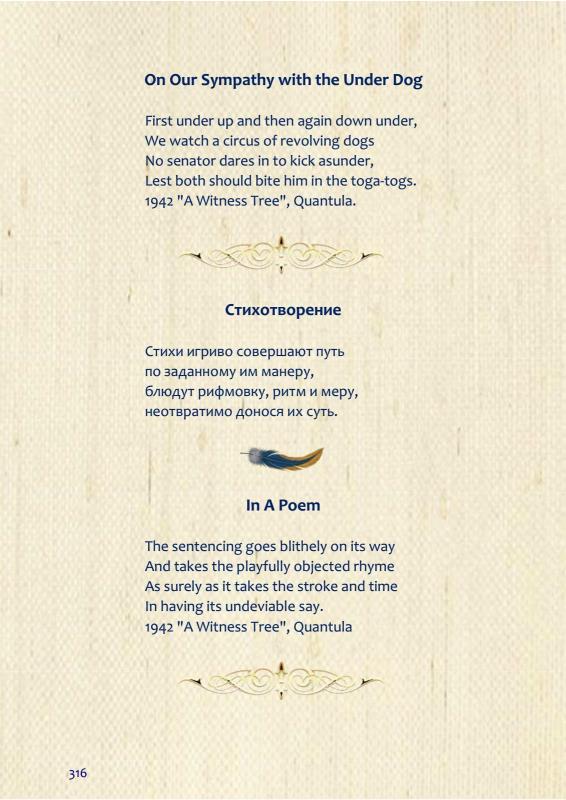 On Our Sympathy with the Under Dog
First under up and then again down under,
We watch a circus of revolving dogs
No senator dares in to kick asunder,
Lest both should bite him in the toga-togs.
1942 "A Witness Tree", Quantula.
Стихотворение
Стихи игриво совершают путь
по заданному им манеру,
блюдут рифмовку, ритм и меру,
неотвратимо донося их суть.
In A Poem
The sentencing goes blithely on its way
And takes the playfully objected rhyme
As surely as it takes the stroke and time
In having its undeviable say.
1942 "A Witness Tree", Quantula
316